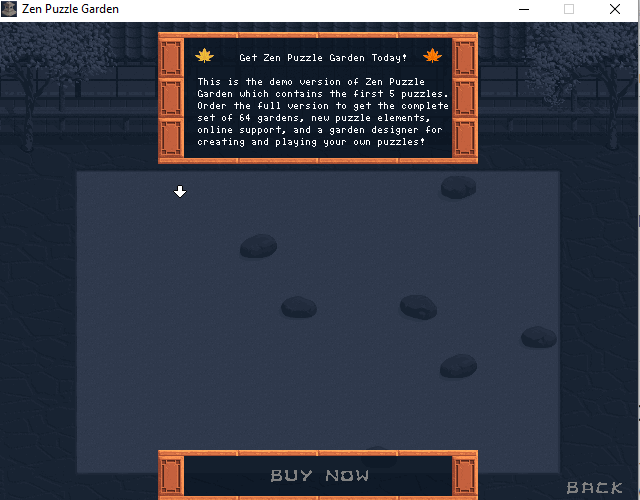 Zen Puzzle Garden
Get Zen Puzzle Garden Today!
This is the demo version of Zen Puzzle
Garden which contains the first 5 puzzles.
Order the full version to get the complete
set of 64 gardens, new puzzle elements,
online support, and a garden designer for
creating and playing your own puzzles!
BUY NOW
BACK